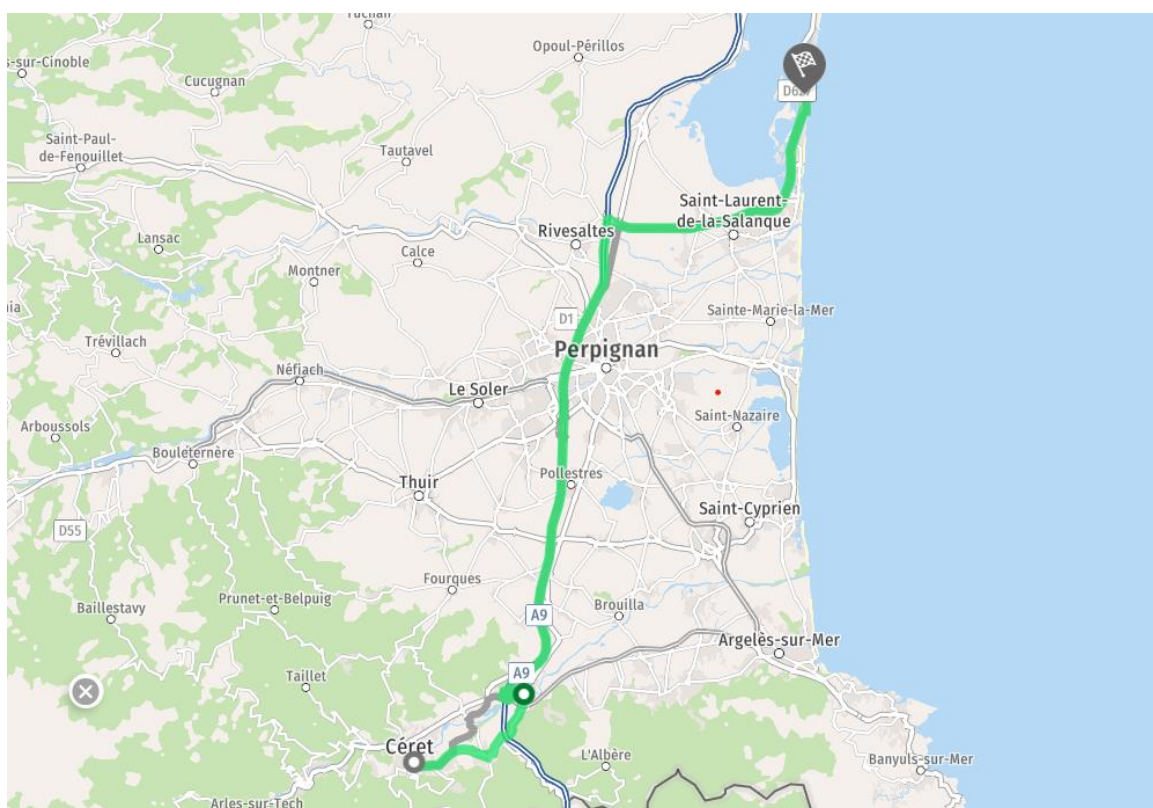 Tuchan
Opoul-Périllos
s-sur-Cinoble
Cucugnan
D627
Saint-Paul-
de-Fenouillet
Tautavel
Saint-Laurent-
de-la-Salanque
Rivesaltes
Lansac
Calce
Montner
Sainte-Marie-la-Mer
D1
Trévillach
Perpignan
Néfiach
Le Soler
Saint-Nazaire
Arboussols
Bouleternère
Pollestres
Thuir
Saint-Cyprien
D55
Fourques
Baillestavy
Prunet-et-Belpuig
A9
Brouilla
Argelès-sur-Mer
Taillet
A9
Céret
L'Albère
Banyuls-sur-Mer
Arles-sur-Tech